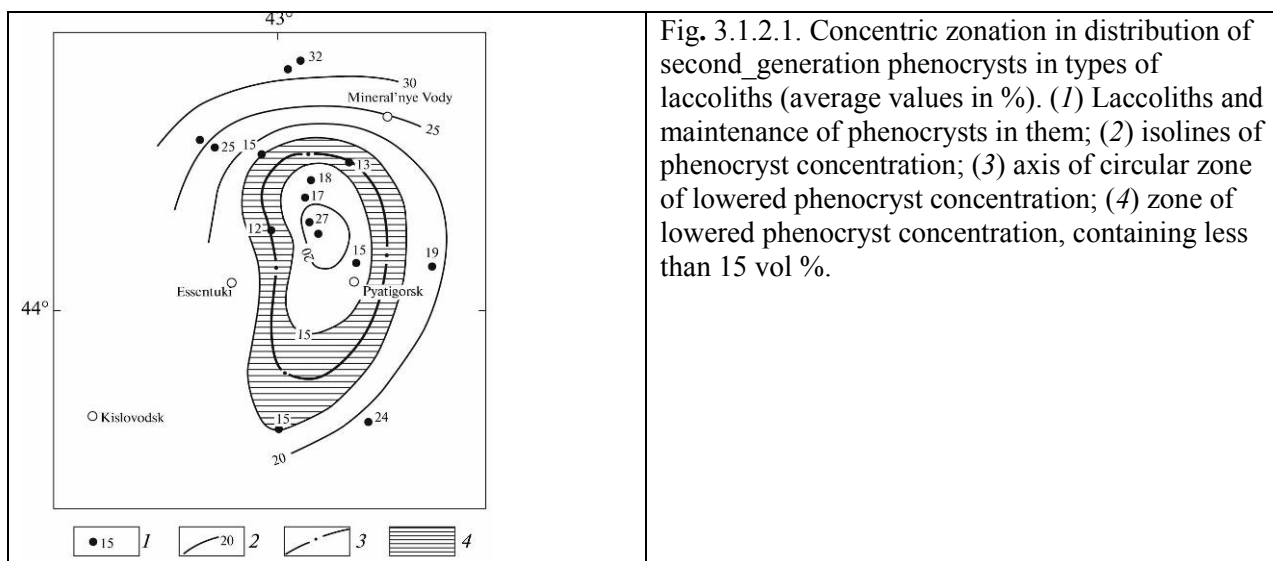 43°
32
30
Mineral'nye Vody
25
25
15
13
18
17
27
12
20
15
19
Essentuki
Pyatigorsk
44°
15
Kislovodsk
15
24
20
15 1 20 2 3 4
Fig. 3.1.2.1. Concentric zonation in distribution of
second_generation phenocrysts in types of
laccoliths (average values in %). (1) Laccoliths and
maintenance of phenocrysts in them; (2) isolines of
phenocryst concentration; (3) axis of circular zone
of lowered phenocryst concentration; (4) zone of
lowered phenocryst concentration, containing less
than 15 vol %.